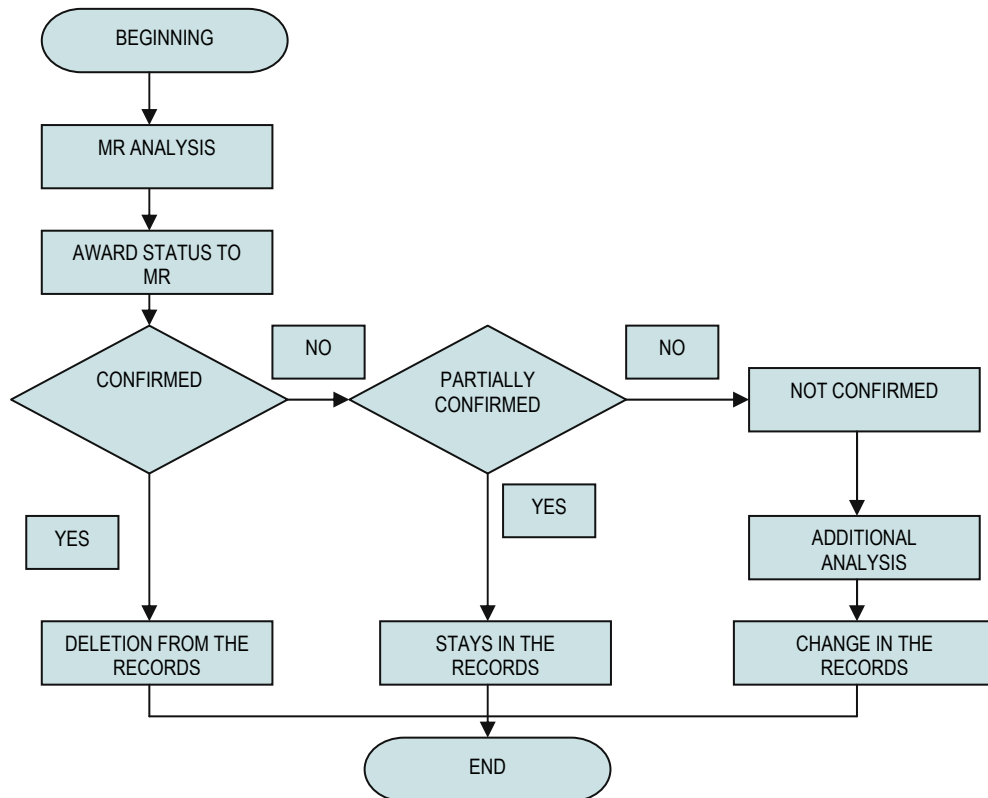 BEGINNING
MR ANALYSIS
AWARD STATUS TO
MR
CONFIRMED
NO
PARTIALLY
CONFIRMED
NO
NOT CONFIRMED
YES
YES
ADDITIONAL
ANALYSIS
DELETION FROM THE
RECORDS
STAYS IN THE
RECORDS
CHANGE IN THE
RECORDS
END